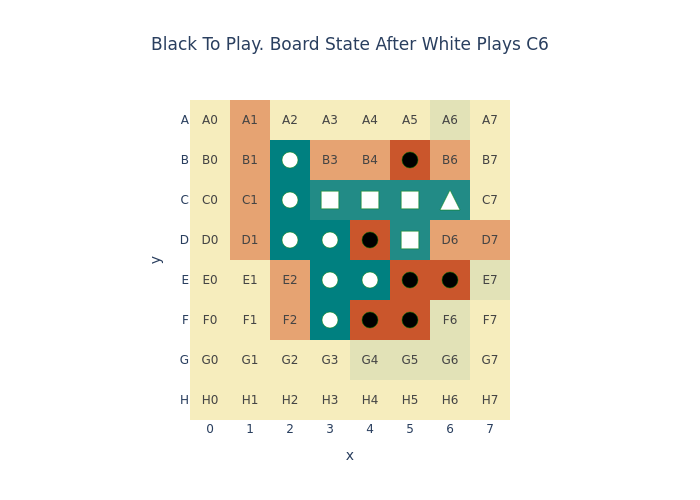 Black To Play. Board State After White Plays C6
A A0 A1 A2 A3 A4 A5 A6 A7
B B0 B1 B3 B4 B6 B7
C C0 C1 C7
D D0 D1 D6 D7
y
E E0 E1 E2 E7
F F0 F1 F2 F6 F7
G G0 G1 G2 G3 G4 G5 G6 G7
H H0 H1 H2 H3 H4 H5 H6 H7
0 1 2 3 4 5 6 7
x